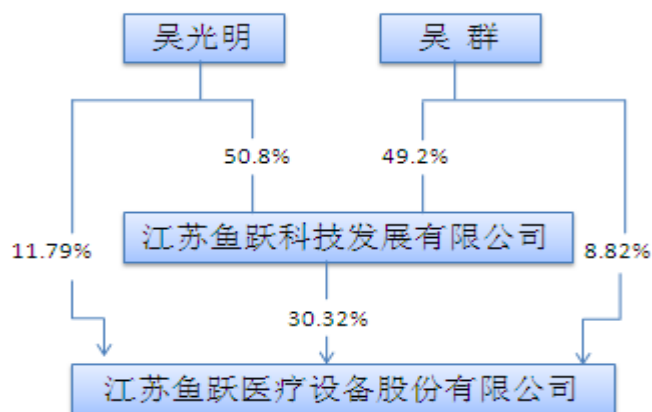 吴光明
吴 群
50.8%
49.2%
江苏鱼跃科技发展有限公司
11.79%
8.82%
30.32%
江苏鱼跃医疗设备股份有限公司